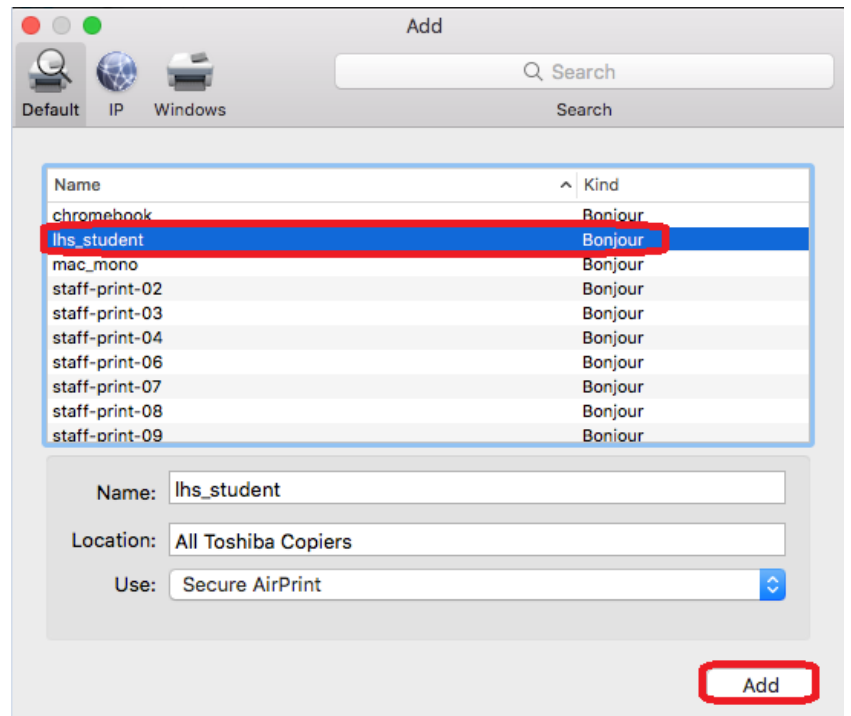 Add
Search
Default IP Windows Search
Name Kind
chromebook Bonjour
lhs_student Bonjour
mac_mono Bonjour
staff-print-02 Bonjour
staff-print-03 Bonjour
staff-print-04 Bonjour
staff-print-06 Bonjour
staff-print-07 Bonjour
staff-print-08 Bonjour
staff-print-09 Bonjour
Name: lhs_student
Location: All Toshiba Copiers
Use: Secure AirPrint
Add